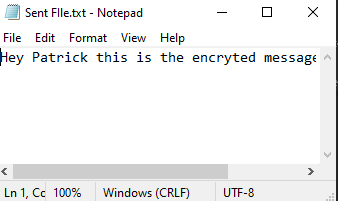 Sent FIle.txt - Notepad
File Edit Format View Help
Hey Patrick this is the encryted message
Ln 1, Cc 100% Windows (CRLF) UTF-8